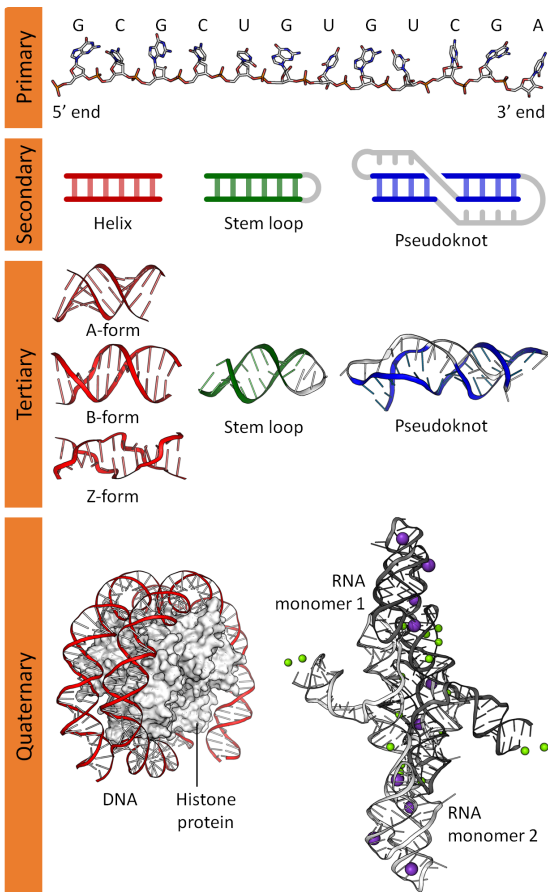 Primary
G C G C U G U G U C G A
5’ end
3’ end
Secondary
Helix
Stem loop
Pseudoknot
Tertiary
A-form
B-form
Z-form
Stem loop
Pseudoknot
Quaternary
DNA
Histone
protein
RNA
monomer 1
RNA
monomer 2